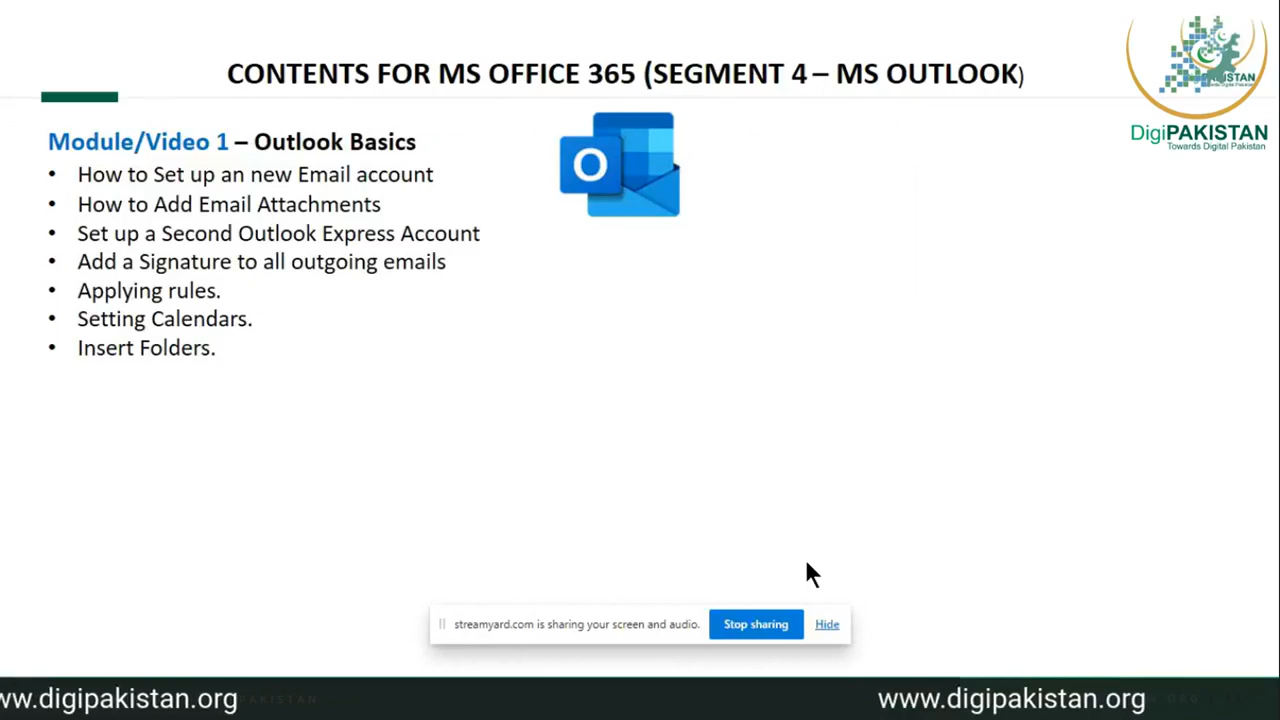 CONTENTS FOR MS OFFICE 365 (SEGMENT 4 – MS OUTLOOK)
PAKISTAN
DigiPAKISTAN
Towards Digital Pakistan
Module/Video 1 – Outlook Basics
• How to Set up an new Email account
• How to Add Email Attachments
• Set up a Second Outlook Express Account
• Add a Signature to all outgoing emails
• Applying rules.
• Setting Calendars.
• Insert Folders.
O
streamyard.com is sharing your screen and audio. Stop sharing Hide
ww.digipakistan.org www.digipakistan.org